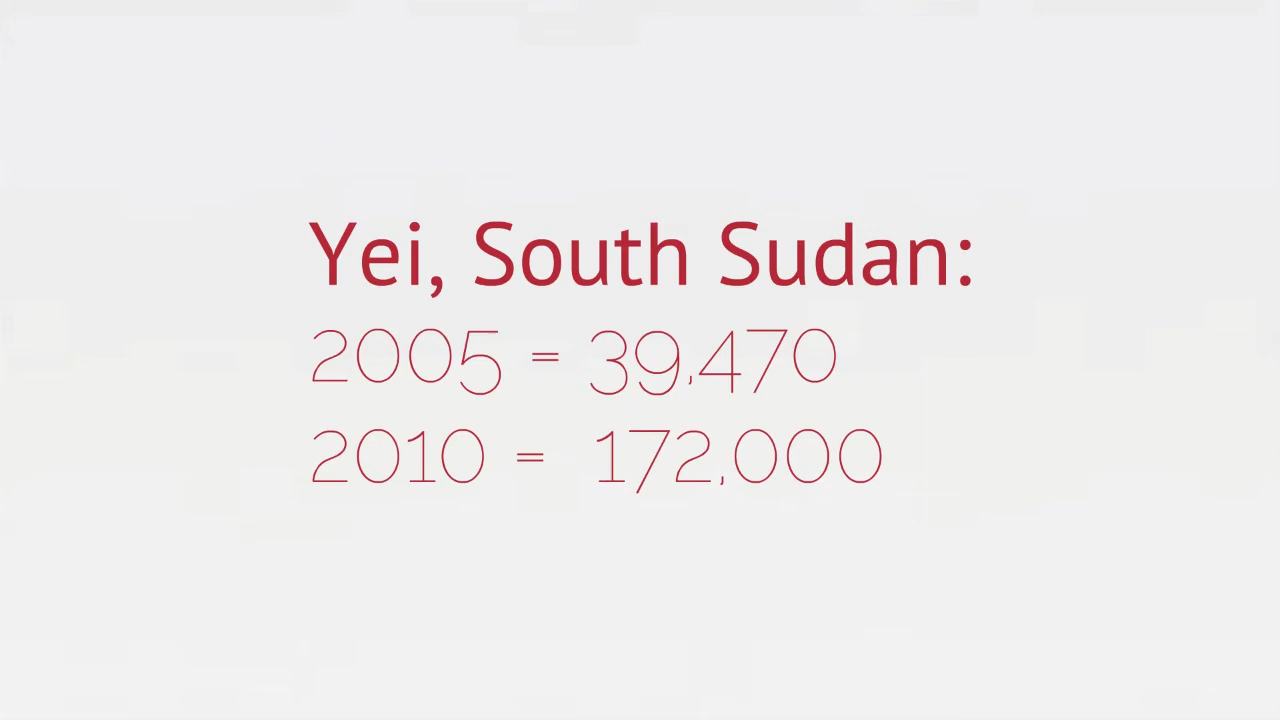 Yei, South Sudan:
2005 = 39,470
2010 = 172,000